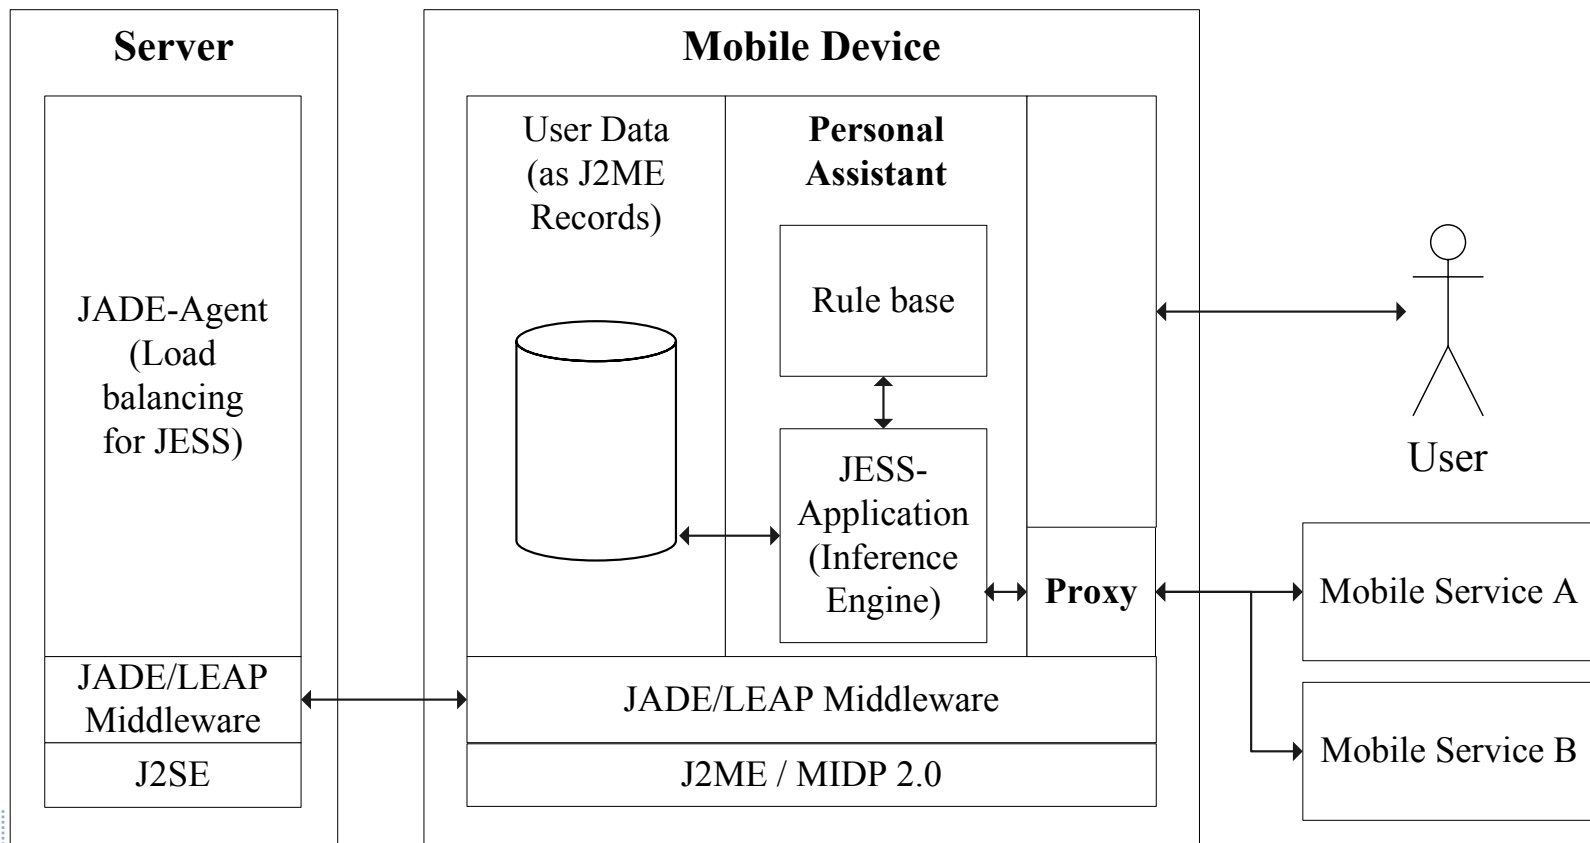 Server
JADE-Agent
(Load
balancing
for JESS)
JADE/LEAP
Middleware
J2SE
Mobile Device
User Data
(as J2ME
Records)
Personal
Assistant
Rule base
JESS-
Application
(Inference
Engine)
Proxy
JADE/LEAP Middleware
J2ME / MIDP 2.0
User
Mobile Service A
Mobile Service B